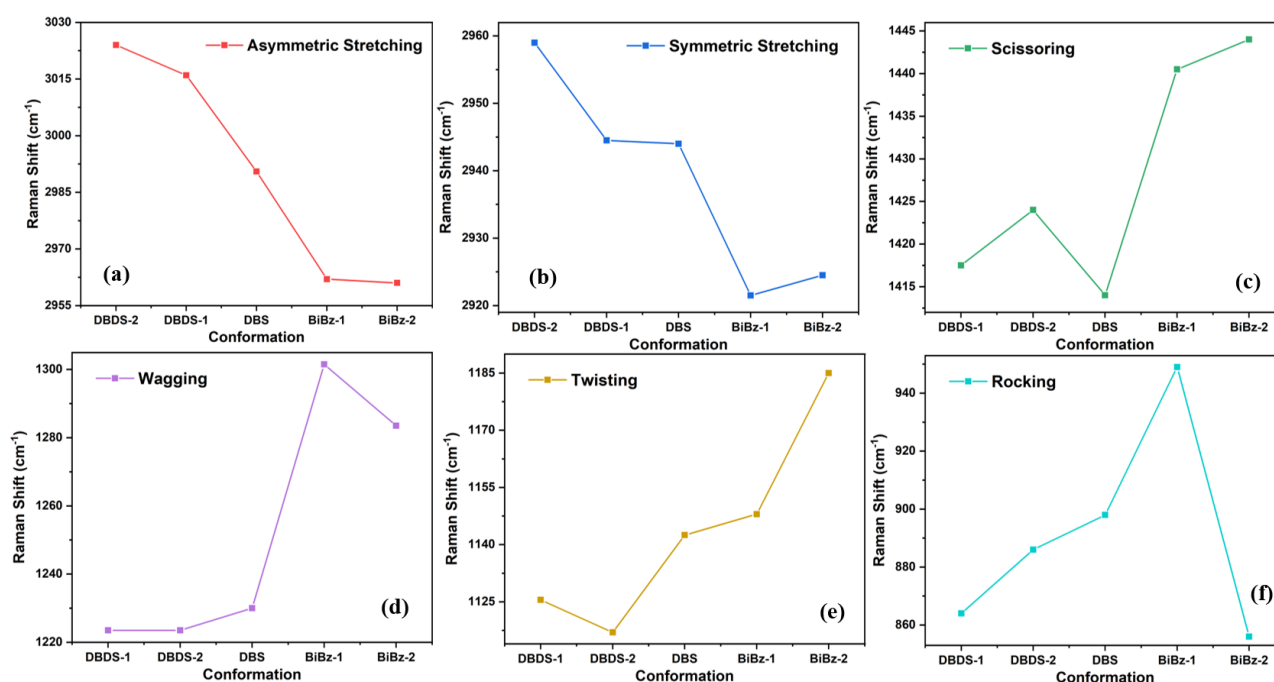 Asymmetric Stretching
3030
3015
3000
2985
2970
2955
Raman Shift (cm⁻¹)
(a)
DBDS-2 DBDS-1 DBS BiBz-1 BiBz-2
Conformation
Symmetric Stretching
2960
2950
2940
2930
2920
Raman Shift (cm⁻¹)
(b)
DBDS-2 DBDS-1 DBS BiBz-1 BiBz-2
Conformation
Scissoring
1445
1440
1435
1430
1425
1420
1415
Raman Shift (cm⁻¹)
(c)
DBDS-1 DBDS-2 DBS BiBz-1 BiBz-2
Conformation
Wagging
1300
1280
1260
1240
1220
Raman Shift (cm⁻¹)
(d)
DBDS-1 DBDS-2 DBS BiBz-1 BiBz-2
Conformation
Twisting
1185
1170
1155
1140
1125
Raman Shift (cm⁻¹)
(e)
DBDS-1 DBDS-2 DBS BiBz-1 BiBz-2
Conformation
Rocking
940
920
900
880
860
Raman Shift (cm⁻¹)
(f)
DBDS-1 DBDS-2 DBS BiBz-1 BiBz-2
Conformation